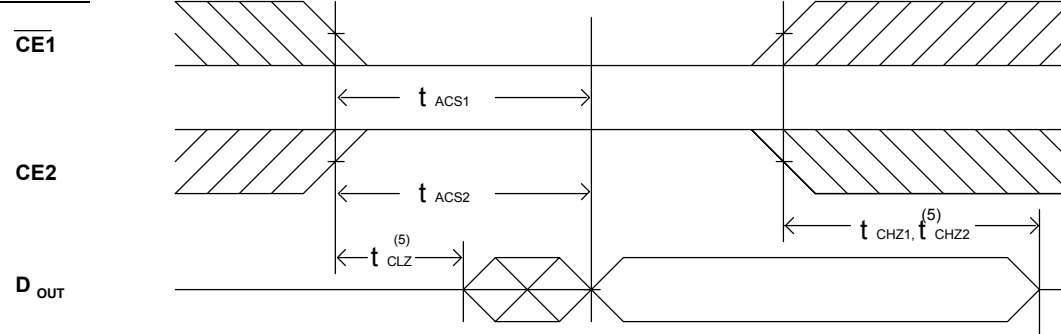 CE1
t ACS1
CE2
t ACS2
t CHZ1, t CHZ2 (5)
t CLZ (5)
D OUT